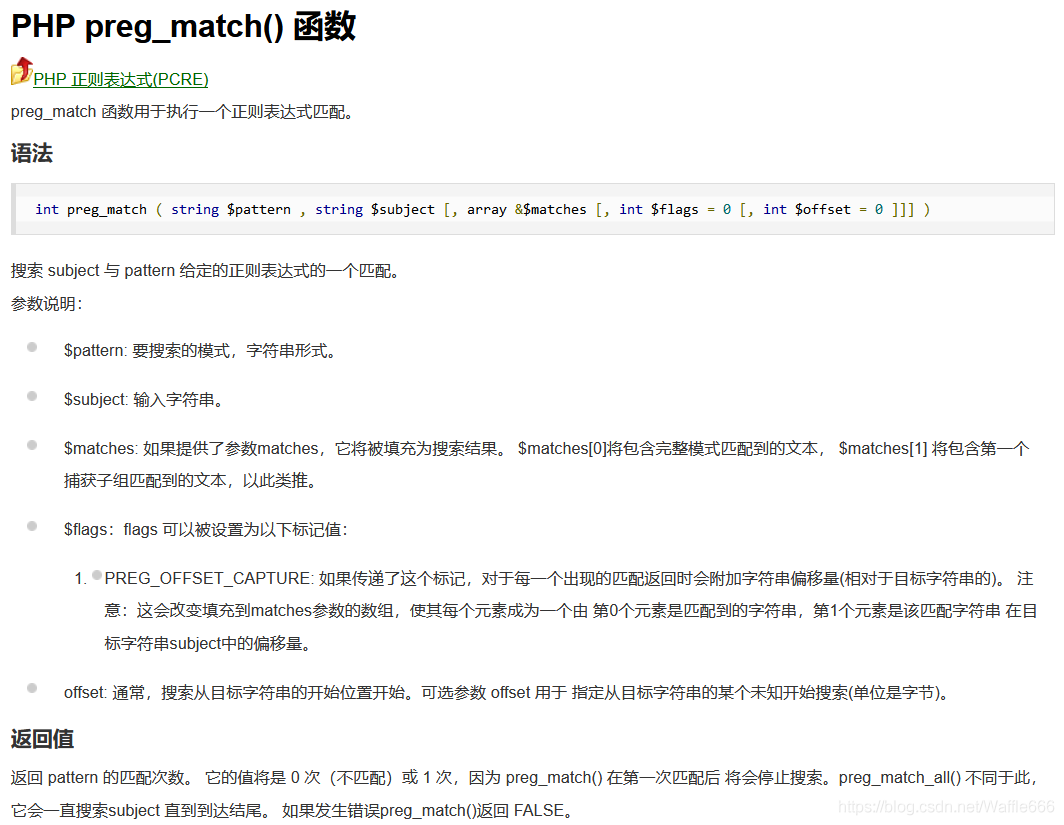 PHP preg_match() 函数
PHP 正则表达式(PCRE)
preg_match 函数用于执行一个正则表达式匹配。
语法
int preg_match ( string $pattern , string $subject [, array &$matches [, int $flags = 0 [, int $offset = 0 ]]] )
搜索 subject 与 pattern 给定的正则表达式的一个匹配。
参数说明：
$pattern: 要搜索的模式，字符串形式。
$subject: 输入字符串。
$matches: 如果提供了参数matches，它将被填充为搜索结果。 $matches[0]将包含完整模式匹配到的文本， $matches[1] 将包含第一个
捕获子组匹配到的文本，以此类推。
$flags：flags 可以被设置为以下标记值：
1. PREG_OFFSET_CAPTURE: 如果传递了这个标记，对于每一个出现的匹配返回时会附加字符串偏移量(相对于目标字符串的)。 注
意：这会改变填充到matches参数的数组，使其每个元素成为一个由 第0个元素是匹配到的字符串，第1个元素是该匹配字符串 在目
标字符串subject中的偏移量。
offset: 通常，搜索从目标字符串的开始位置开始。可选参数 offset 用于 指定从目标字符串的某个未知开始搜索(单位是字节)。
返回值
返回 pattern 的匹配次数。 它的值将是 0 次（不匹配）或 1 次，因为 preg_match() 在第一次匹配后 将会停止搜索。preg_match_all() 不同于此，
它会一直搜索subject 直到到达结尾。 如果发生错误preg_match()返回 FALSE。
https://blog.csdn.net/Waffle666